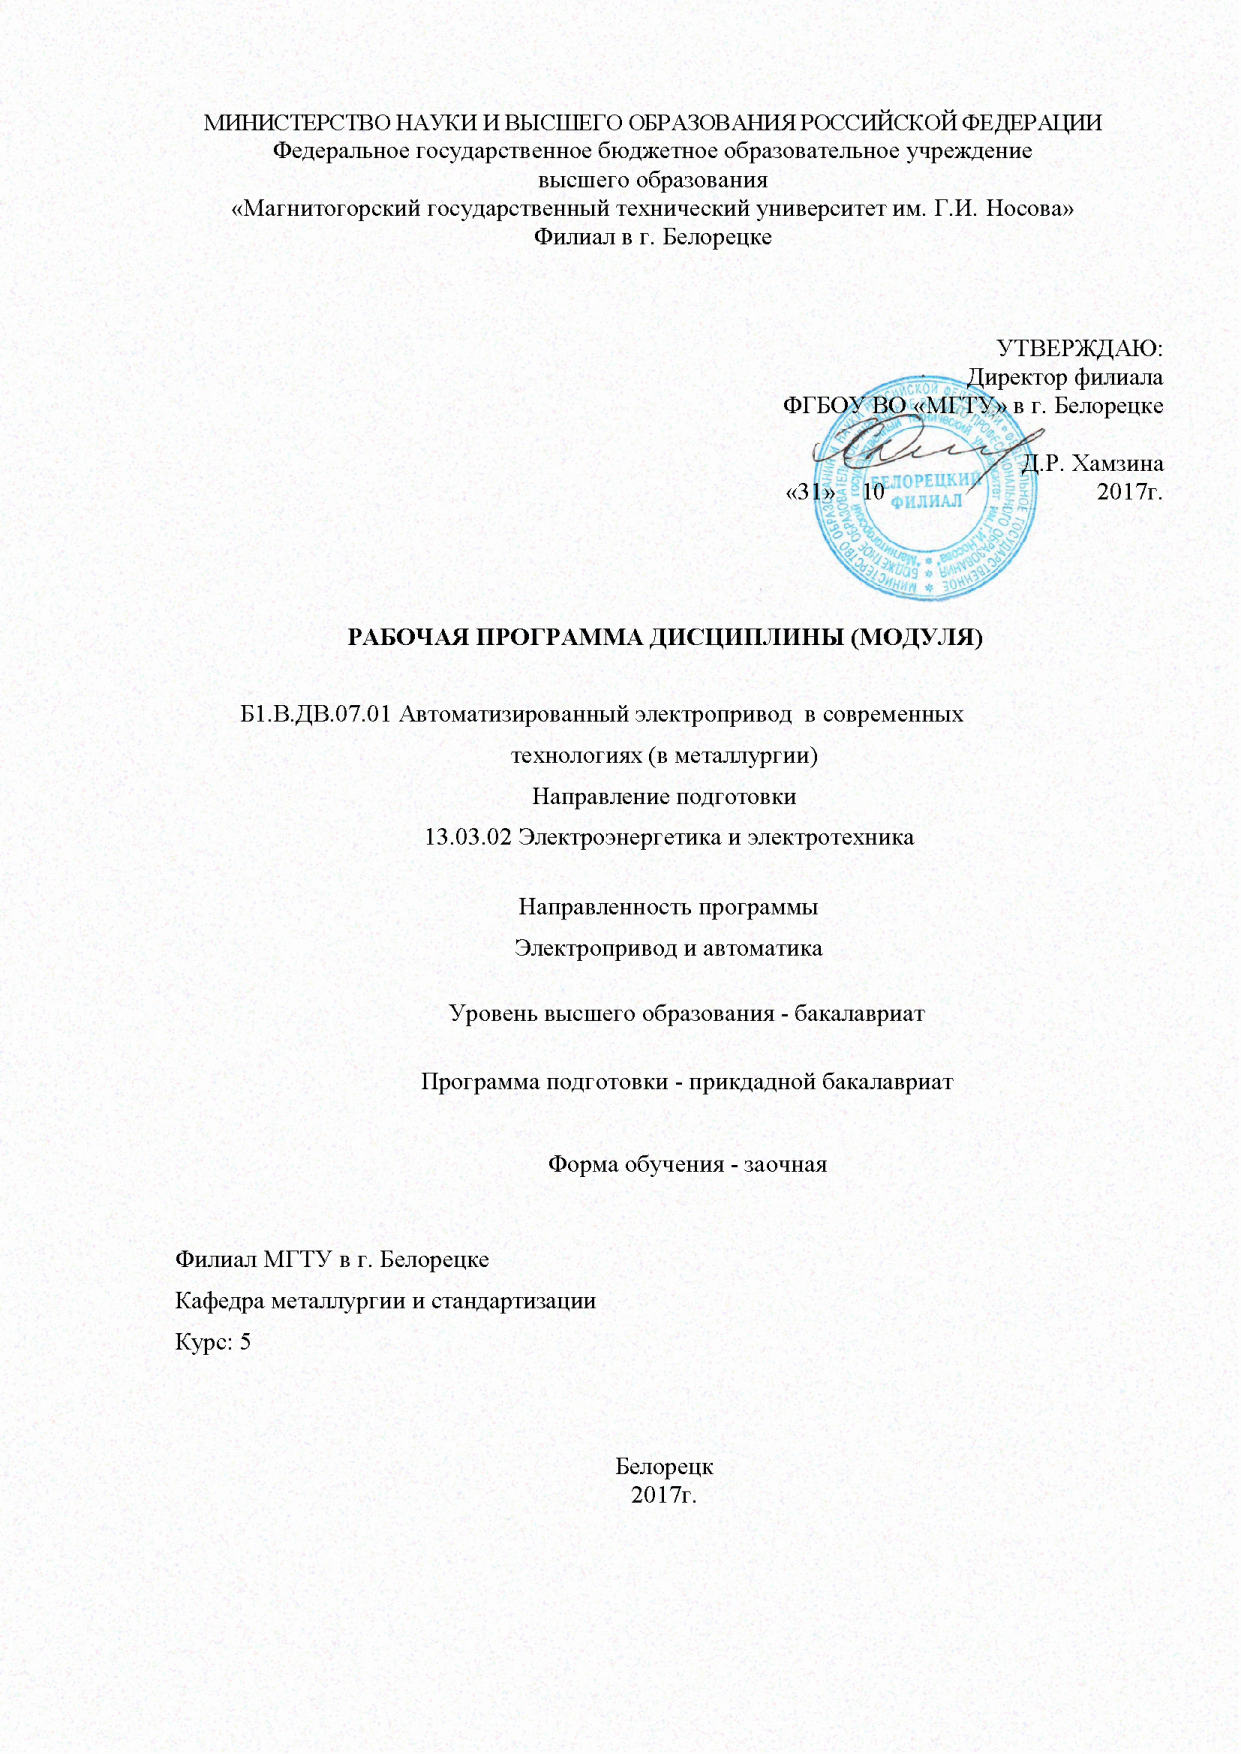 МИНИСТЕРСТВО НАУКИ И ВЫСШЕГО ОБРАЗОВАНИЯ РОССИЙСКОЙ ФЕДЕРАЦИИ
Федеральное государственное бюджетное образовательное учреждение
высшего образования
«Магнитогорский государственный технический университет им. Г.И. Носова»
Филиал в г. Белорецке
УТВЕРЖДАЮ:
Директор филиала
ФГБОУ ВО «МГТУ» в г. Белорецке
Д.Р. Хамзина
«31» 10 2017г.
БЕЛОРЕЦКИЙ
ФИЛИАЛ
РАБОЧАЯ ПРОГРАММА ДИСЦИПЛИНЫ (МОДУЛЯ)
Б1.В.ДВ.07.01 Автоматизированный электропривод в современных
технологиях (в металлургии)
Направление подготовки
13.03.02 Электроэнергетика и электротехника
Направленность программы
Электропривод и автоматика
Уровень высшего образования - бакалавриат
Программа подготовки - прикдадной бакалавриат
Форма обучения - заочная
Филиал МГТУ в г. Белорецке
Кафедра металлургии и стандартизации
Курс: 5
Белорецк
2017г.